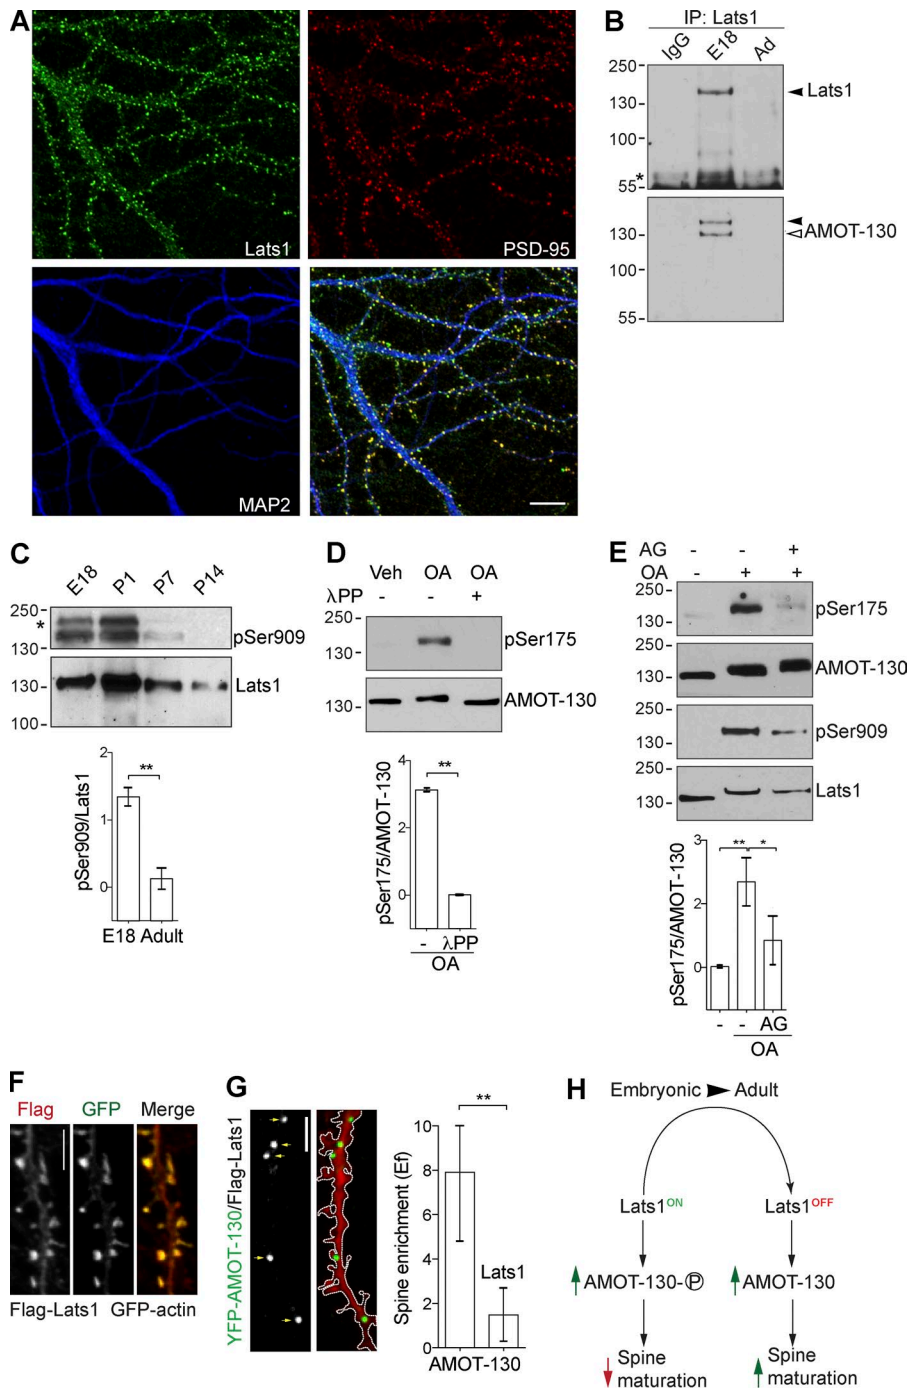 A
Lats1
PSD-95
MAP2
B
IP: Lats1
IgG E18 Ad
250
130
100
* 55
Lats1
130
100
55
AMOT-130
C
E18 P1 P7 P14
250
*
130
pSer909
130
100
Lats1
pSer909/Lats1
2
1
0
**
E18 Adult
D
Veh OA OA
λPP - - +
250
130
pSer175
130
AMOT-130
pSer175/AMOT-130
4
2
0
**
- λPP
OA
E
AG - - +
OA - + +
250
130
pSer175
250
130
AMOT-130
250
130
pSer909
250
130
Lats1
pSer175/AMOT-130
3
2
0
** *
- - AG
OA
F
Flag GFP Merge
Flag-Lats1 GFP-actin
G
YFP-AMOT-130/Flag-Lats1
Spine enrichment (Ef)
10
8
6
4
2
0
**
Lats1
AMOT-130
H
Embryonic Adult
Lats1ON Lats1OFF
AMOT-130-Ⓟ AMOT-130
Spine maturation
Spine maturation